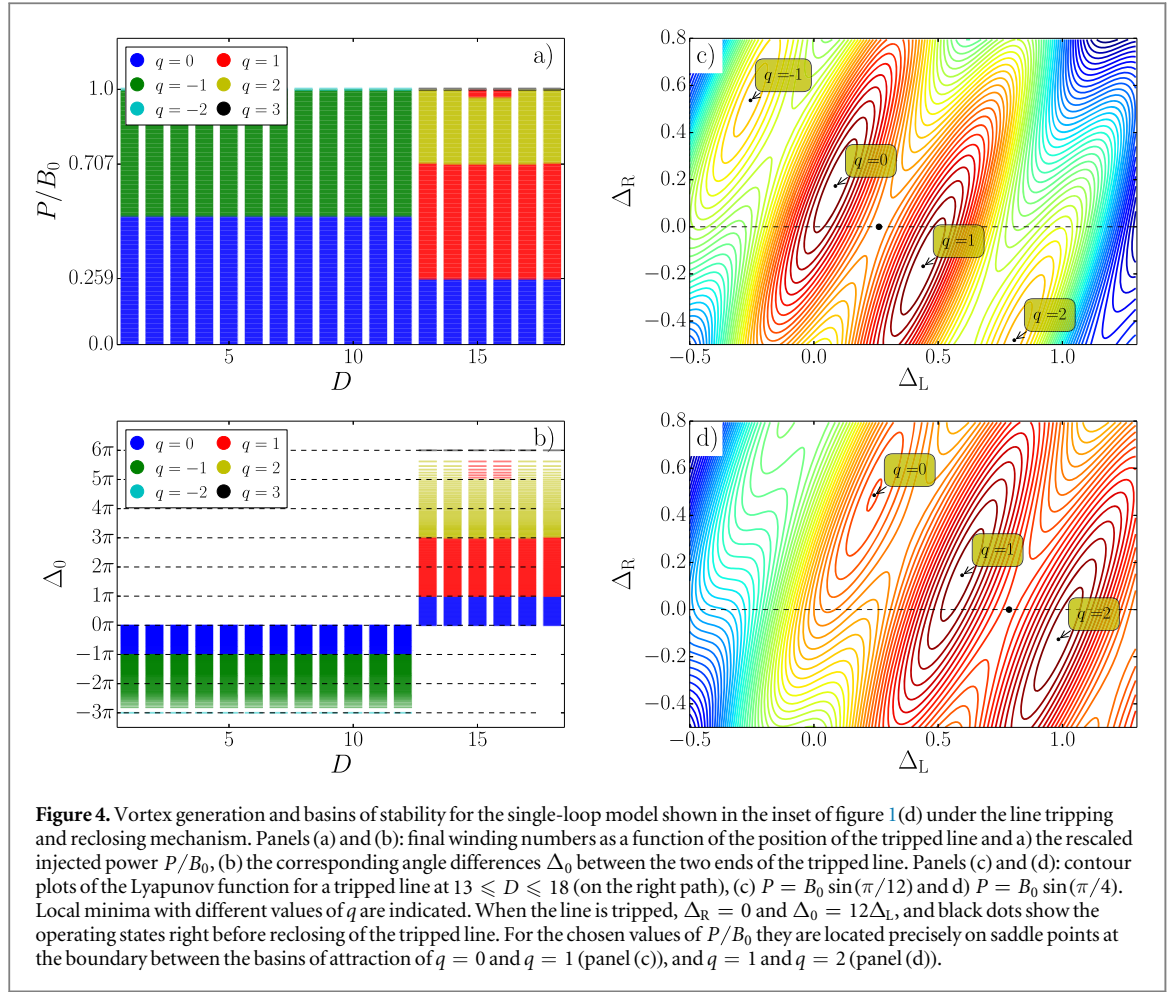 a)
q = 0 q = 1
q = −1 q = 2
q = −2 q = 3
1.0
0.707
0.259
0.0
P/B₀
5 10 15
D
c)
q =-1
q =0
q =1
q =2
0.8
0.6
0.4
0.2
0.0
−0.2
−0.4
Δ_R
−0.5 0.0 0.5 1.0
Δ_L
b)
q = 0 q = 1
q = −1 q = 2
q = −2 q = 3
6π
5π
4π
3π
2π
1π
0π
−1π
−2π
−3π
Δ₀
5 10 15
D
d)
q =0
q =1
q =2
0.8
0.6
0.4
0.2
0.0
−0.2
−0.4
Δ_R
−0.5 0.0 0.5 1.0
Δ_L
Figure 4. Vortex generation and basins of stability for the single-loop model shown in the inset of figure 1(d) under the line tripping
and reclosing mechanism. Panels (a) and (b): final winding numbers as a function of the position of the tripped line and a) the rescaled
injected power P/B₀, (b) the corresponding angle differences Δ₀ between the two ends of the tripped line. Panels (c) and (d): contour
plots of the Lyapunov function for a tripped line at 13 ⩽ D ⩽ 18 (on the right path), (c) P = B₀ sin(π/12) and d) P = B₀ sin(π/4).
Local minima with different values of q are indicated. When the line is tripped, Δ_R = 0 and Δ₀ = 12Δ_L, and black dots show the
operating states right before reclosing of the tripped line. For the chosen values of P/B₀ they are located precisely on saddle points at
the boundary between the basins of attraction of q = 0 and q = 1 (panel (c)), and q = 1 and q = 2 (panel (d)).